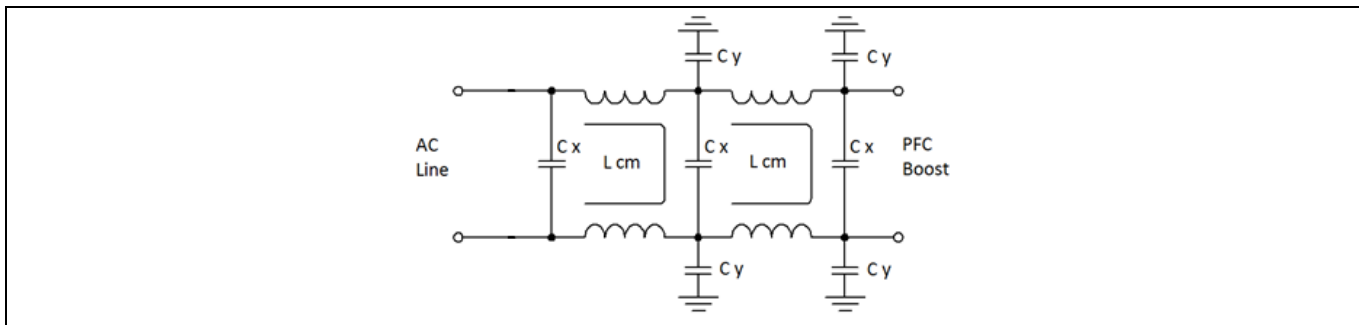 C y
C y
AC
Line
C x
L cm
C x
L cm
C x
PFC
Boost
C y
C y